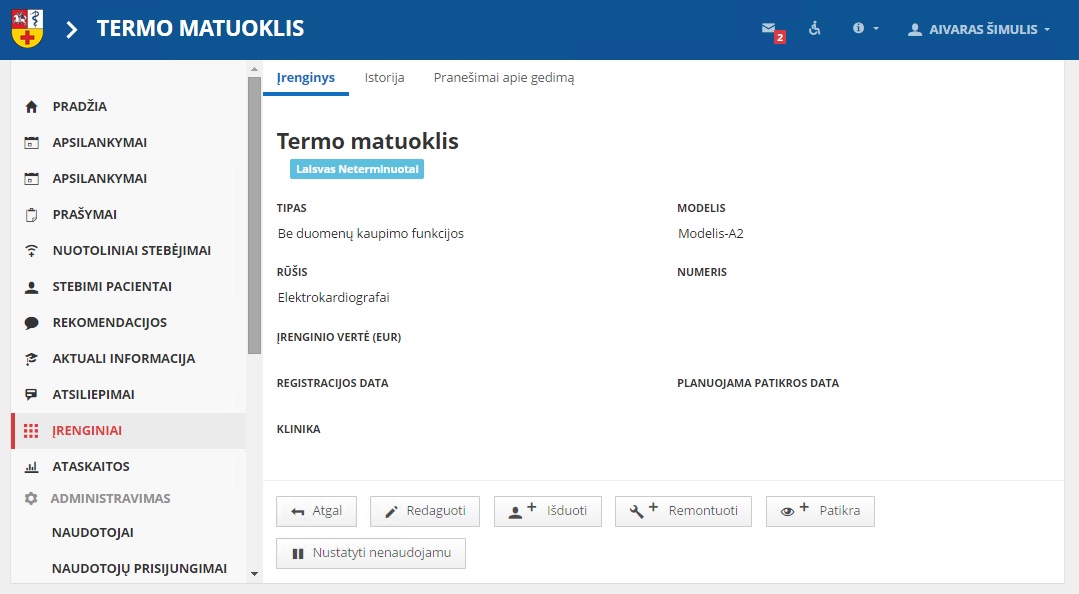 TERMO MATUOKLIS
2
AIVARAS ŠIMULIS
PRADŽIA
APSILANKYMAI
APSILANKYMAI
PRAŠYMAI
NUOTOLINIAI STEBĖJIMAI
STEBIMI PACIENTAI
REKOMENDACIJOS
AKTUALI INFORMACIJA
ATSILIEPIMAI
ĮRENGINIAI
ATASKAITOS
ADMINISTRAVIMAS
NAUDOTOJAI
NAUDOTOJŲ PRISIJUNGIMAI
Įrenginys Istorija Pranešimai apie gedimą
Termo matuoklis
Laisvas Neterminuotai
TIPAS MODELIS
Be duomenų kaupimo funkcijos Modelis-A2
RŪŠIS NUMERIS
Elektrokardiografai
ĮRENGINIO VERTĖ (EUR)
REGISTRACIJOS DATA PLANUOJAMA PATIKROS DATA
KLINIKA
Atgal Redaguoti Išduoti Remontuoti Patikra
Nustatyti nenaudojamu